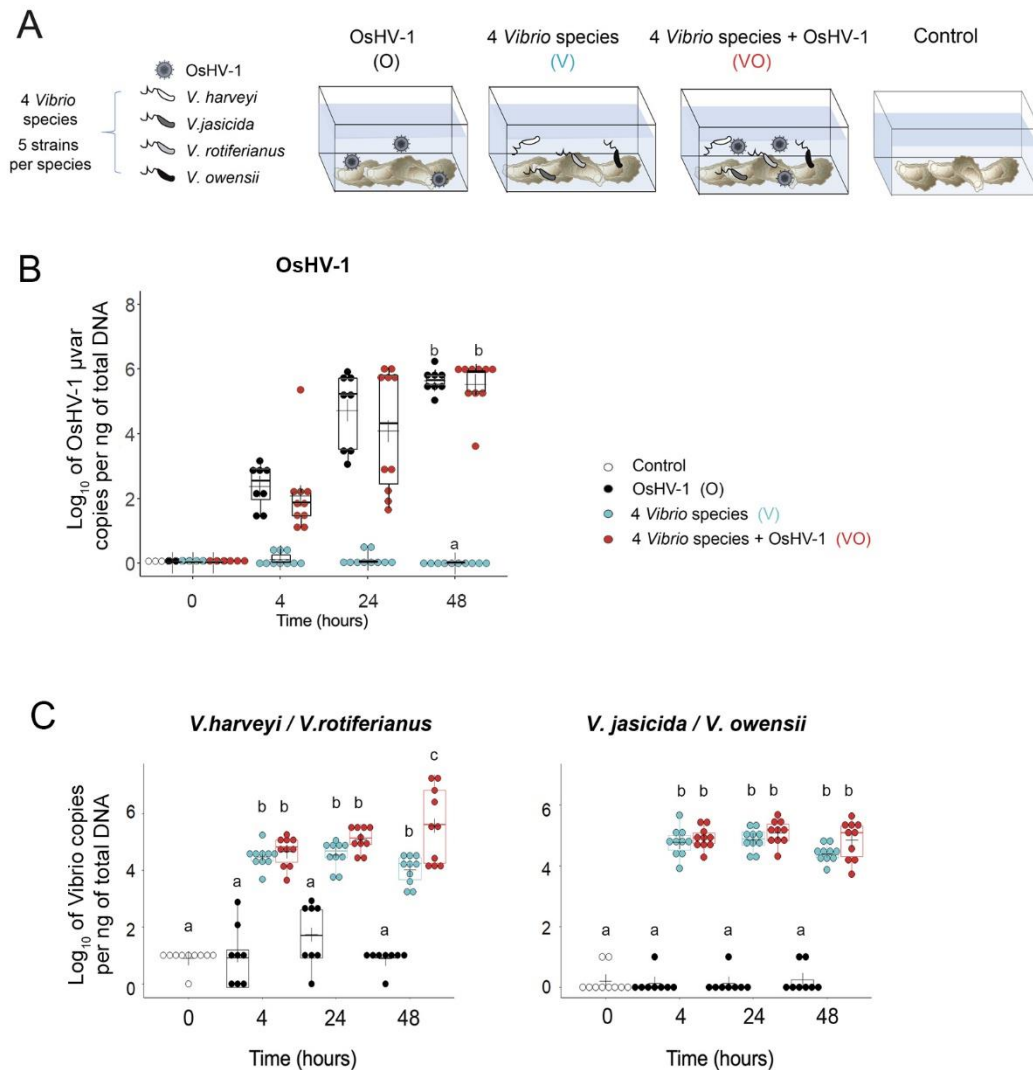 A
OsHV-1
V. harveyi
V.jasicida
V. rotiferianus
V. owensii
4 Vibrio
species
5 strains
per species
OsHV-1
(O)
4 Vibrio species
(V)
4 Vibrio species + OsHV-1
(VO)
Control
B
OsHV-1
Log10 of OsHV-1 μvar
copies per ng of total DNA
8
6
4
2
0
b b
a
0 4 24 48
Time (hours)
Control
OsHV-1 (O)
4 Vibrio species (V)
4 Vibrio species + OsHV-1 (VO)
C
V.harveyi / V.rotiferianus
Log10 of Vibrio copies
per ng of total DNA
6
4
2
0
a a b b a b b a b c
0 4 24 48
Time (hours)
V. jasicida / V. owensii
6
4
2
0
a a b b a b b a b b
0 4 24 48
Time (hours)